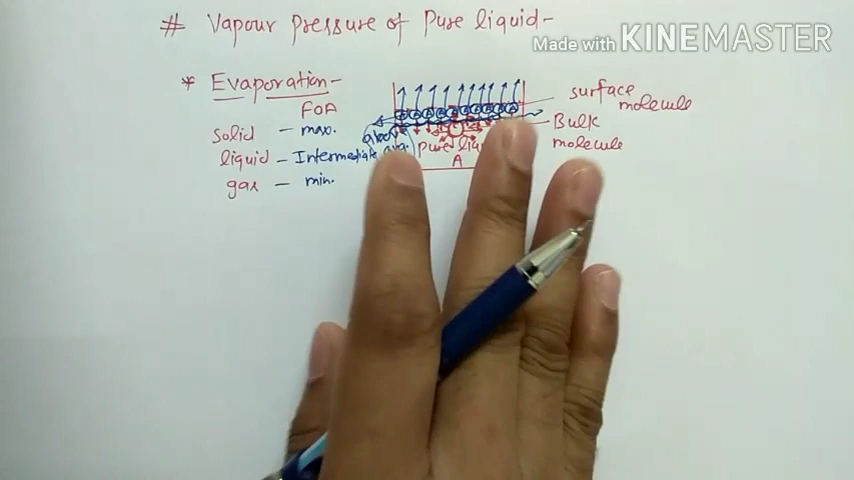 # Vapour pressure of Pure liquid-
Made with KINEMASTER
* Evaporation-
FOA
solid - max.
liquid - Intermediate
gas - min.
surface molecule
Bulk molecule
A